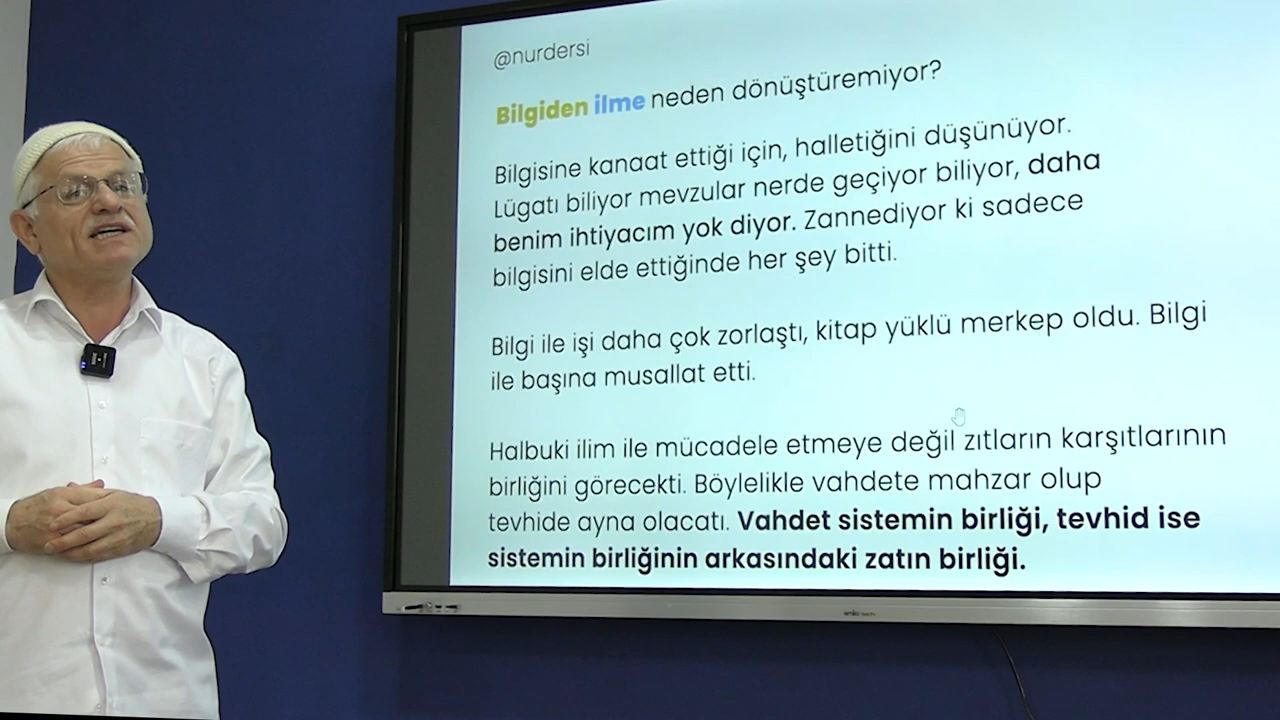 @nurdersi
Bilgiden ilme neden dönüştüremiyor?
Bilgisine kanaat ettiği için, halletiğini düşünüyor.
Lügatı biliyor mevzular nerde geçiyor biliyor, daha
benim ihtiyacım yok diyor. Zannediyor ki sadece
bilgisini elde ettiğinde her şey bitti.
Bilgi ile işi daha çok zorlaştı, kitap yüklü merkep oldu. Bilgi
ile başına musallat etti.
Halbuki ilim ile mücadele etmeye değil zıtların karşıtlarının
birliğini görecekti. Böylelikle vahdete mahzar olup
tevhide ayna olacatı. Vahdet sistemin birliği, tevhid ise
sistemin birliğinin arkasındaki zatın birliği.